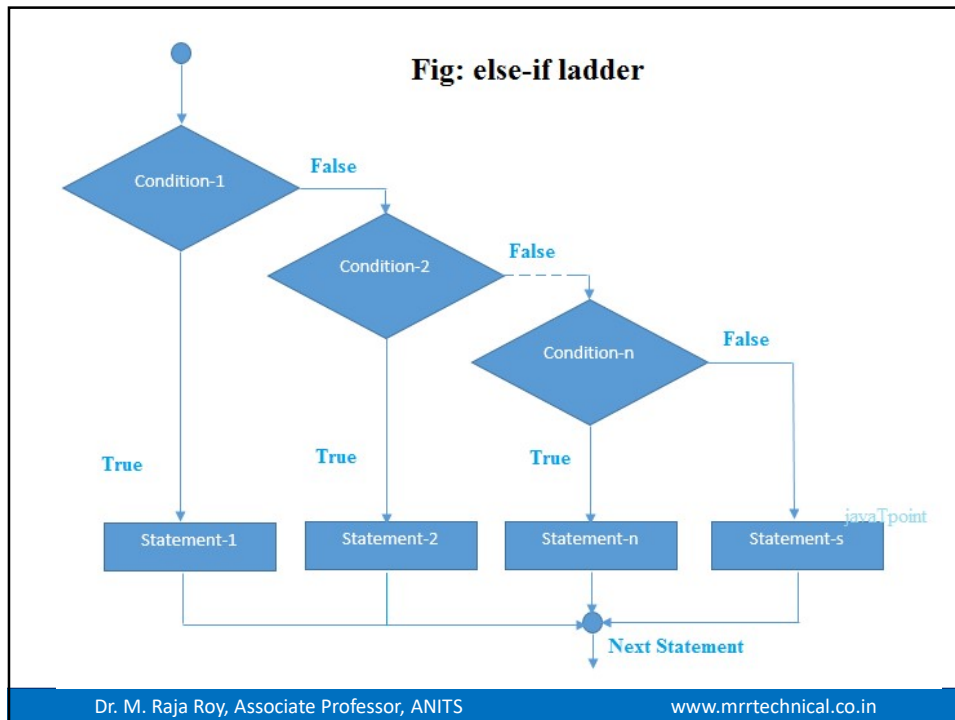 Fig: else-if ladder
Condition-1
False
Condition-2
False
Condition-n
False
True
True
True
javaTpoint
Statement-1
Statement-2
Statement-n
Statement-s
Next Statement
Dr. M. Raja Roy, Associate Professor, ANITS www.mrrtechnical.co.in